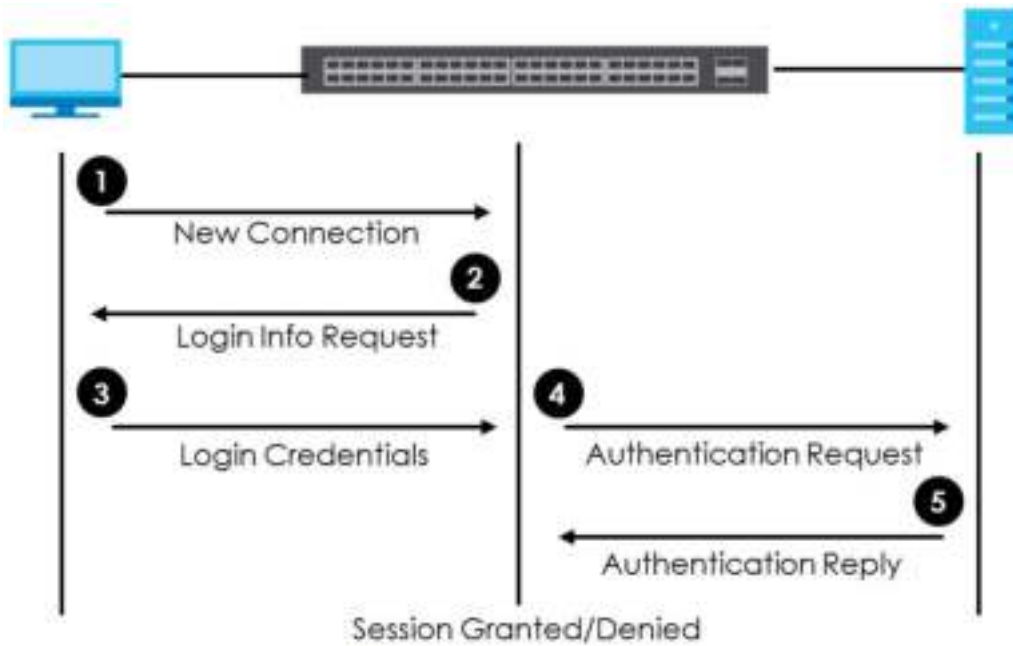 1
New Connection
2
Login Info Request
3
Login Credentials
4
Authentication Request
5
Authentication Reply
Session Granted/Denied